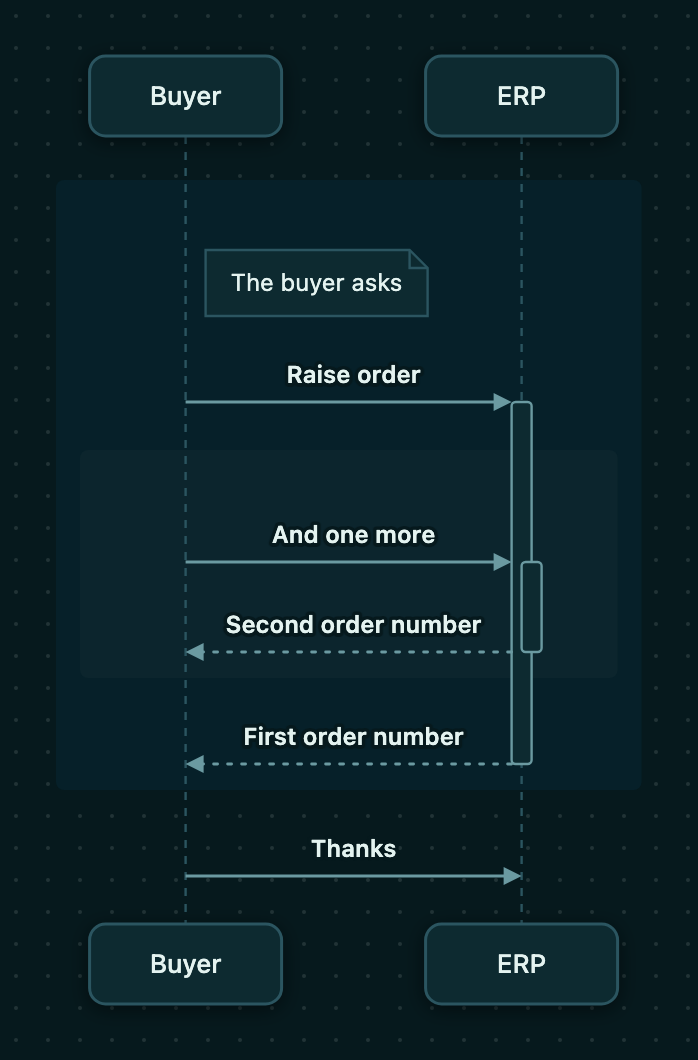 Buyer
ERP
The buyer asks
Raise order
And one more
Second order number
First order number
Thanks
Buyer
ERP